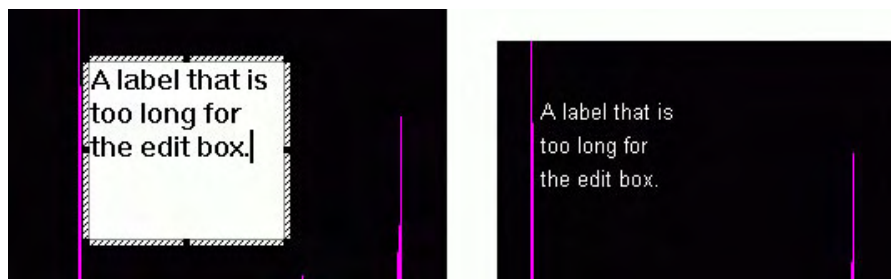 A label that is
too long for
the edit box.
A label that is
too long for
the edit box.